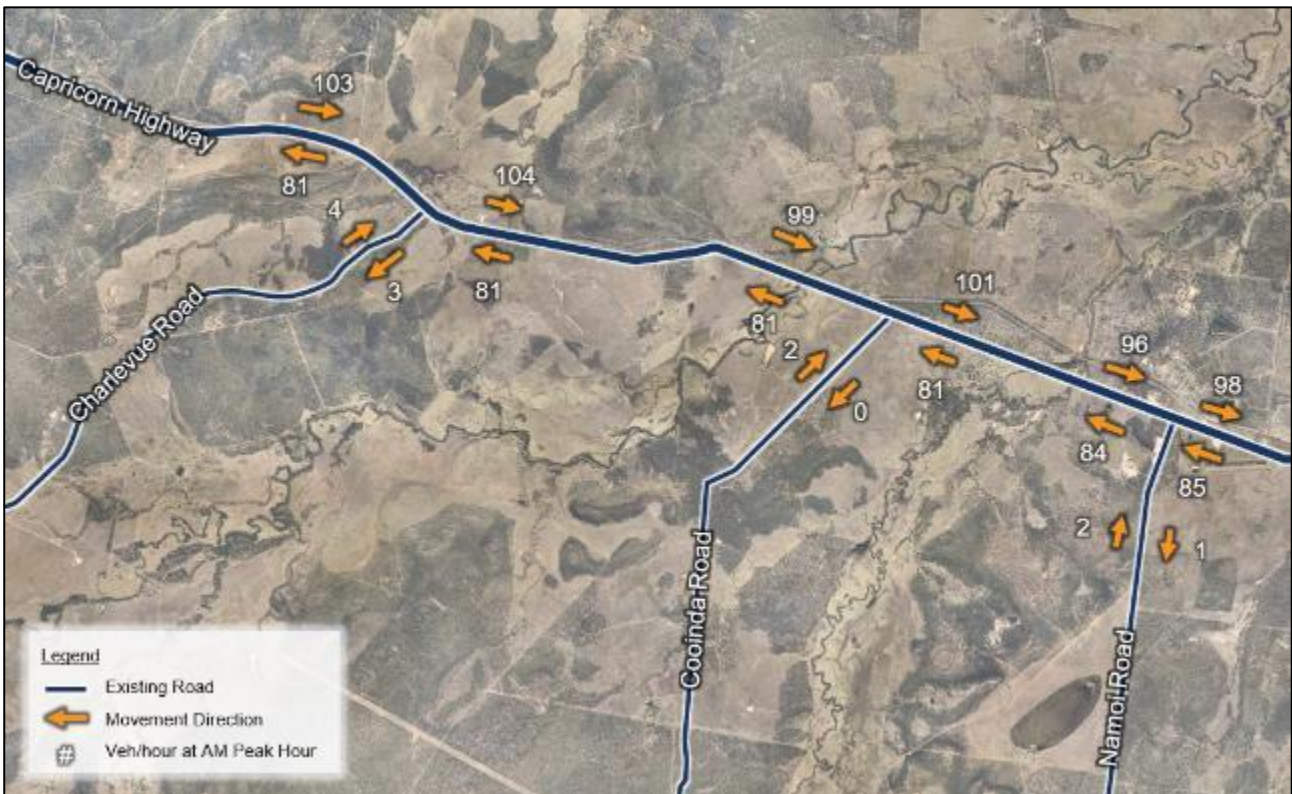 Capricorn Highway
103
81
104
4
3
81
Charlevue Road
99
81
101
2
0
81
96
98
84
85
2
1
Cooinda Road
Namoi Road
Legend
Existing Road
Movement Direction
# Veh/hour at AM Peak Hour